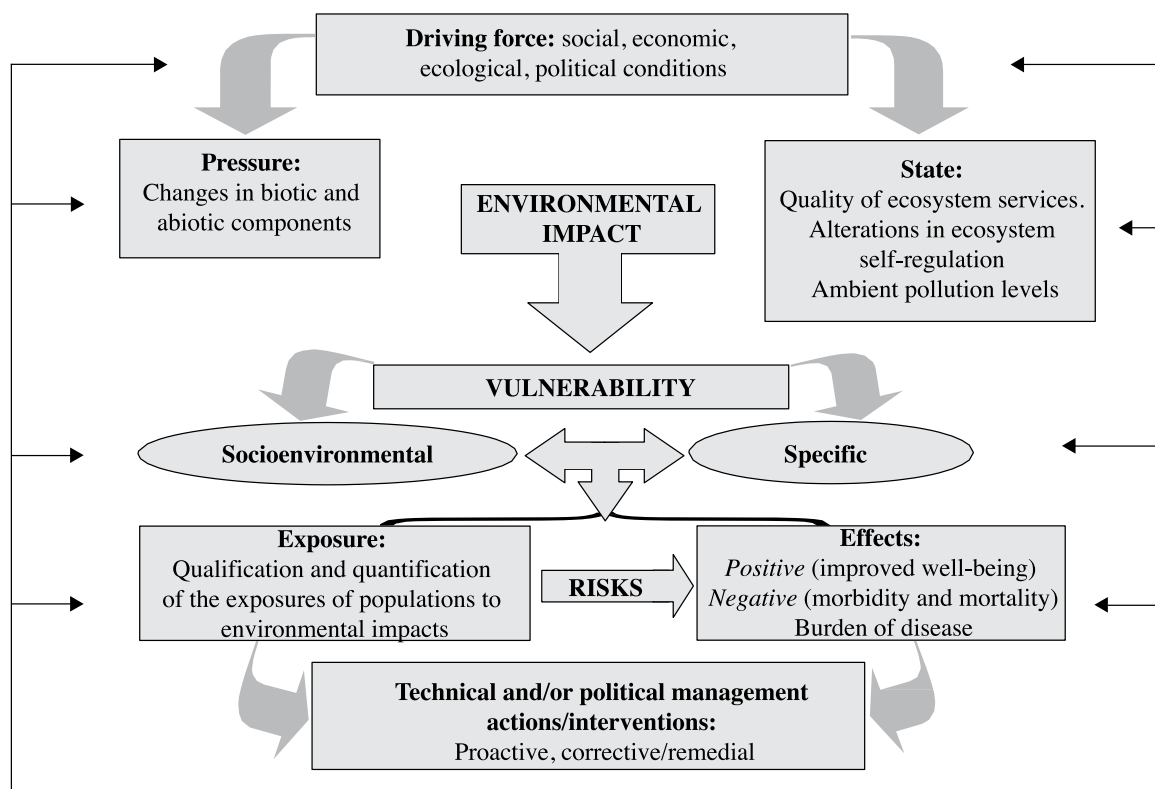 Driving force: social, economic,
ecological, political conditions
Pressure:
Changes in biotic and
abiotic components
State:
Quality of ecosystem services.
Alterations in ecosystem
self-regulation
Ambient pollution levels
ENVIRONMENTAL
IMPACT
VULNERABILITY
Socioenvironmental
Specific
Exposure:
Qualification and quantification
of the exposures of populations to
environmental impacts
RISKS
Effects:
Positive (improved well-being)
Negative (morbidity and mortality)
Burden of disease
Technical and/or political management
actions/interventions:
Proactive, corrective/remedial